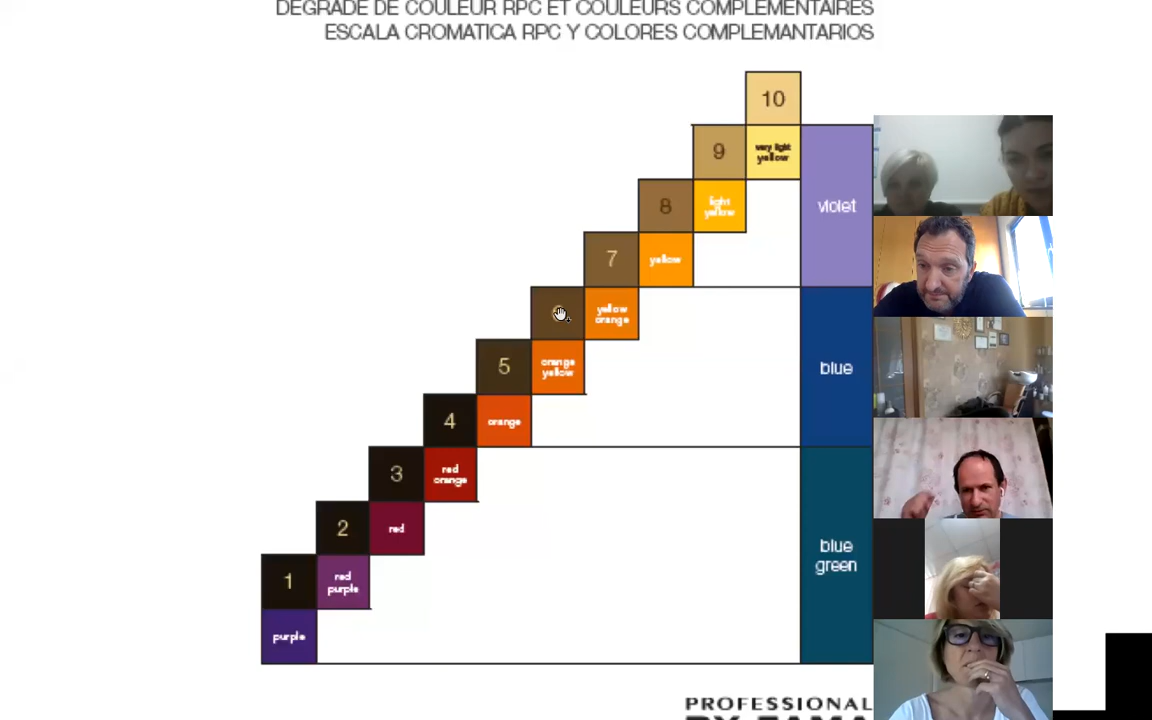 DEGRADE DE COULEUR RPC ET COULEURS COMPLEMENTAIRES
ESCALA CROMATICA RPC Y COLORES COMPLEMANTARIOS
10
9
very light
yellow
8
light
yellow
violet
7
yellow
yellow
orange
5
orange
yellow
blue
4
orange
3
red
orange
2
red
blue
green
1
red
purple
purple
PROFESSIONAL
BY FAMA